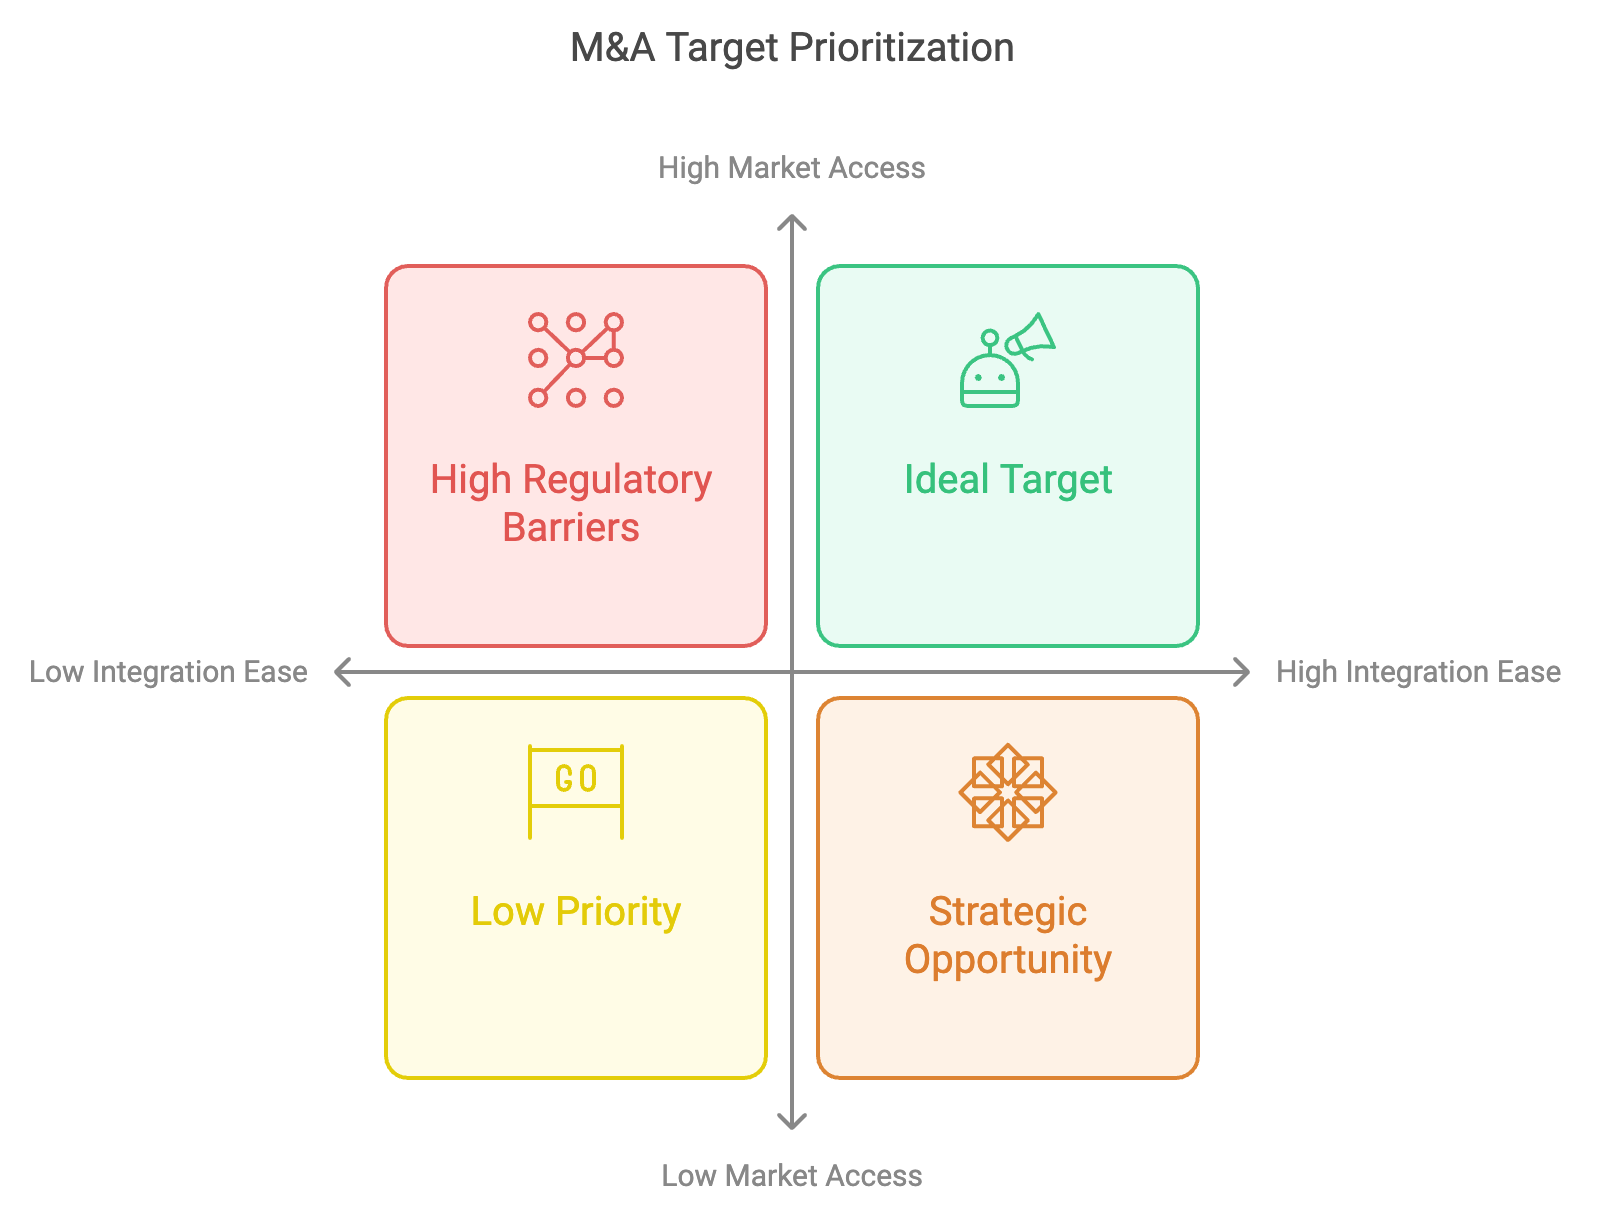 M&A Target Prioritization
High Market Access
High Regulatory
Barriers
Ideal Target
Low Integration Ease
High Integration Ease
GO
Low Priority
Strategic
Opportunity
Low Market Access